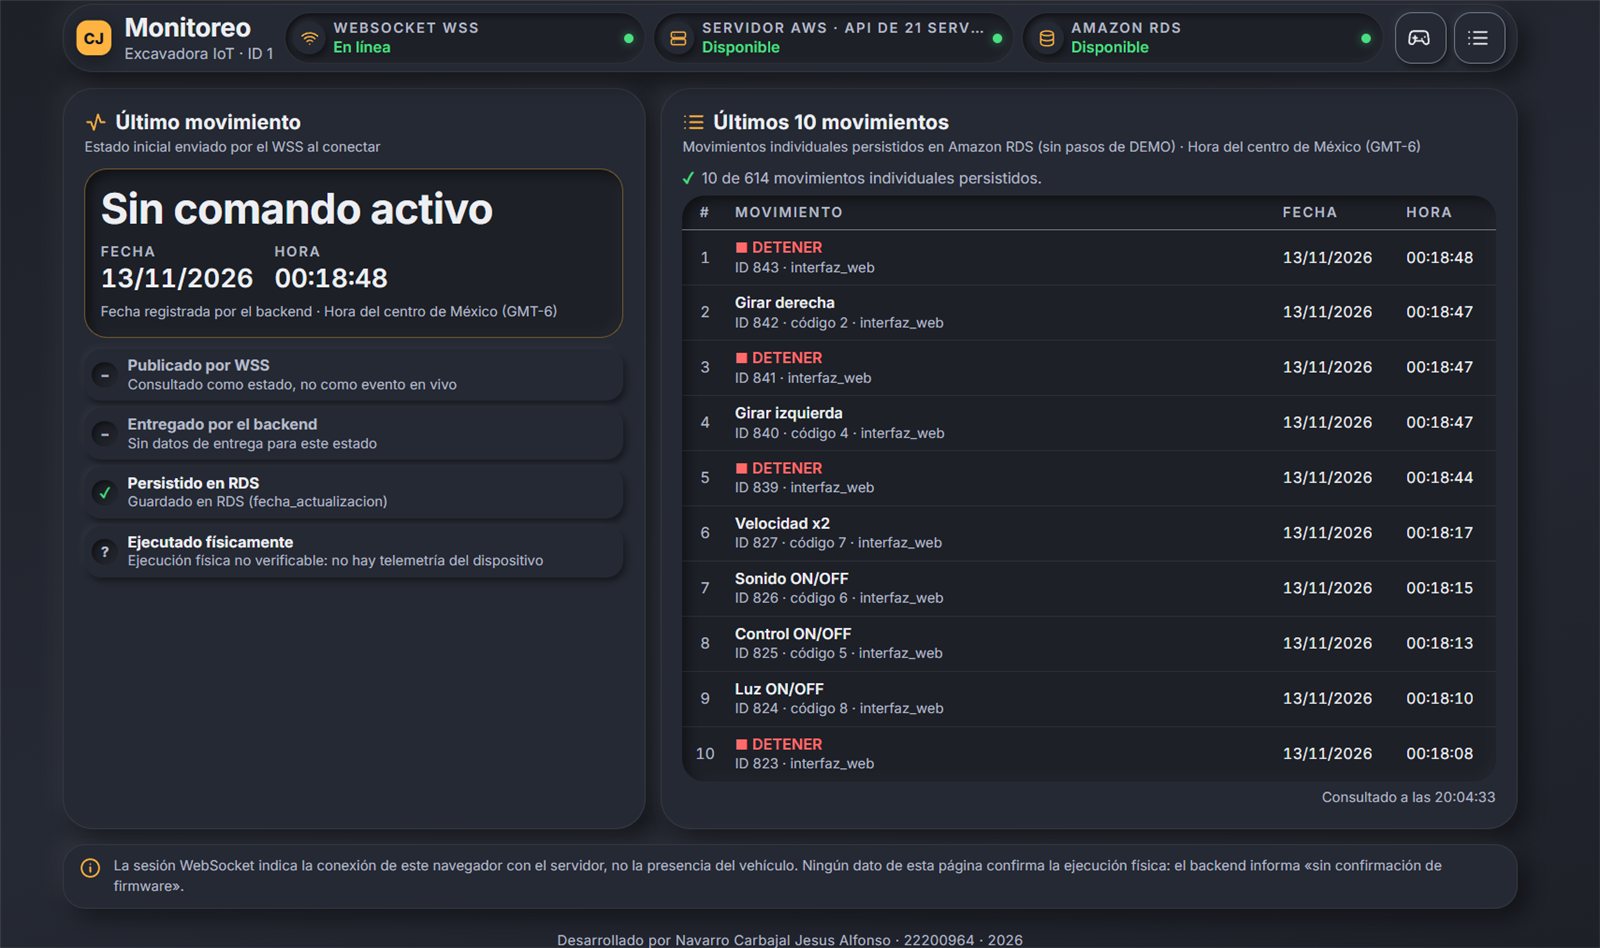 CJ
Monitoreo
Excavadora IoT · ID 1
WEBSOCKET WSS
En línea
SERVIDOR AWS · API DE 21 SERV...
Disponible
AMAZON RDS
Disponible
Último movimiento
Estado inicial enviado por el WSS al conectar
Sin comando activo
FECHA HORA
13/11/2026 00:18:48
Fecha registrada por el backend · Hora del centro de México (GMT-6)
– Publicado por WSS
Consultado como estado, no como evento en vivo
– Entregado por el backend
Sin datos de entrega para este estado
✓ Persistido en RDS
Guardado en RDS (fecha_actualizacion)
? Ejecutado físicamente
Ejecución física no verificable: no hay telemetría del dispositivo
Últimos 10 movimientos
Movimientos individuales persistidos en Amazon RDS (sin pasos de DEMO) · Hora del centro de México (GMT-6)
✓ 10 de 614 movimientos individuales persistidos.
# MOVIMIENTO FECHA HORA
1 ■ DETENER 13/11/2026 00:18:48
ID 843 · interfaz_web
2 Girar derecha 13/11/2026 00:18:47
ID 842 · código 2 · interfaz_web
3 ■ DETENER 13/11/2026 00:18:47
ID 841 · interfaz_web
4 Girar izquierda 13/11/2026 00:18:47
ID 840 · código 4 · interfaz_web
5 ■ DETENER 13/11/2026 00:18:44
ID 839 · interfaz_web
6 Velocidad x2 13/11/2026 00:18:17
ID 827 · código 7 · interfaz_web
7 Sonido ON/OFF 13/11/2026 00:18:15
ID 826 · código 6 · interfaz_web
8 Control ON/OFF 13/11/2026 00:18:13
ID 825 · código 5 · interfaz_web
9 Luz ON/OFF 13/11/2026 00:18:10
ID 824 · código 8 · interfaz_web
10 ■ DETENER 13/11/2026 00:18:08
ID 823 · interfaz_web
Consultado a las 20:04:33
La sesión WebSocket indica la conexión de este navegador con el servidor, no la presencia del vehículo. Ningún dato de esta página confirma la ejecución física: el backend informa «sin confirmación de
firmware».
Desarrollado por Navarro Carbajal Jesus Alfonso · 22200964 · 2026